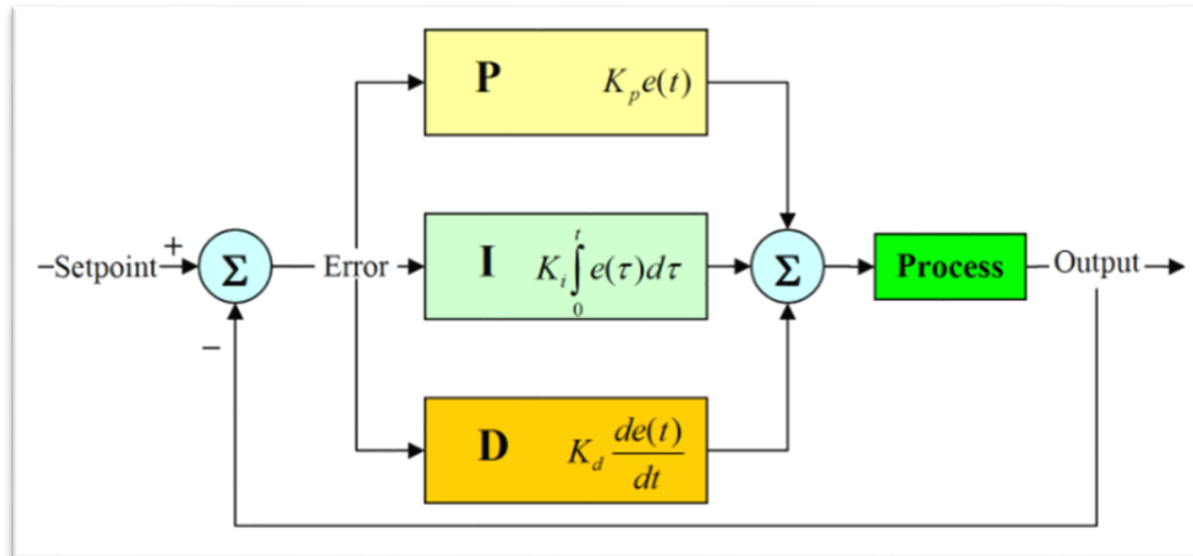 P K_p e(t)
+
Setpoint
Σ
Error
I K_i ∫_0^t e(τ)dτ
Σ
Process
Output
−
D K_d de(t)/dt